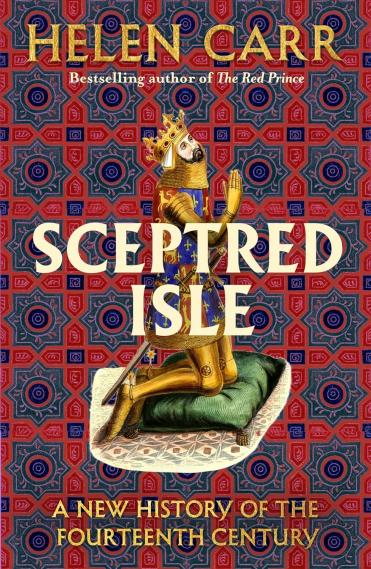 HELEN CARR
Bestselling author of The Red Prince
SCEPTRED
ISLE
A NEW HISTORY OF THE
FOURTEENTH CENTURY